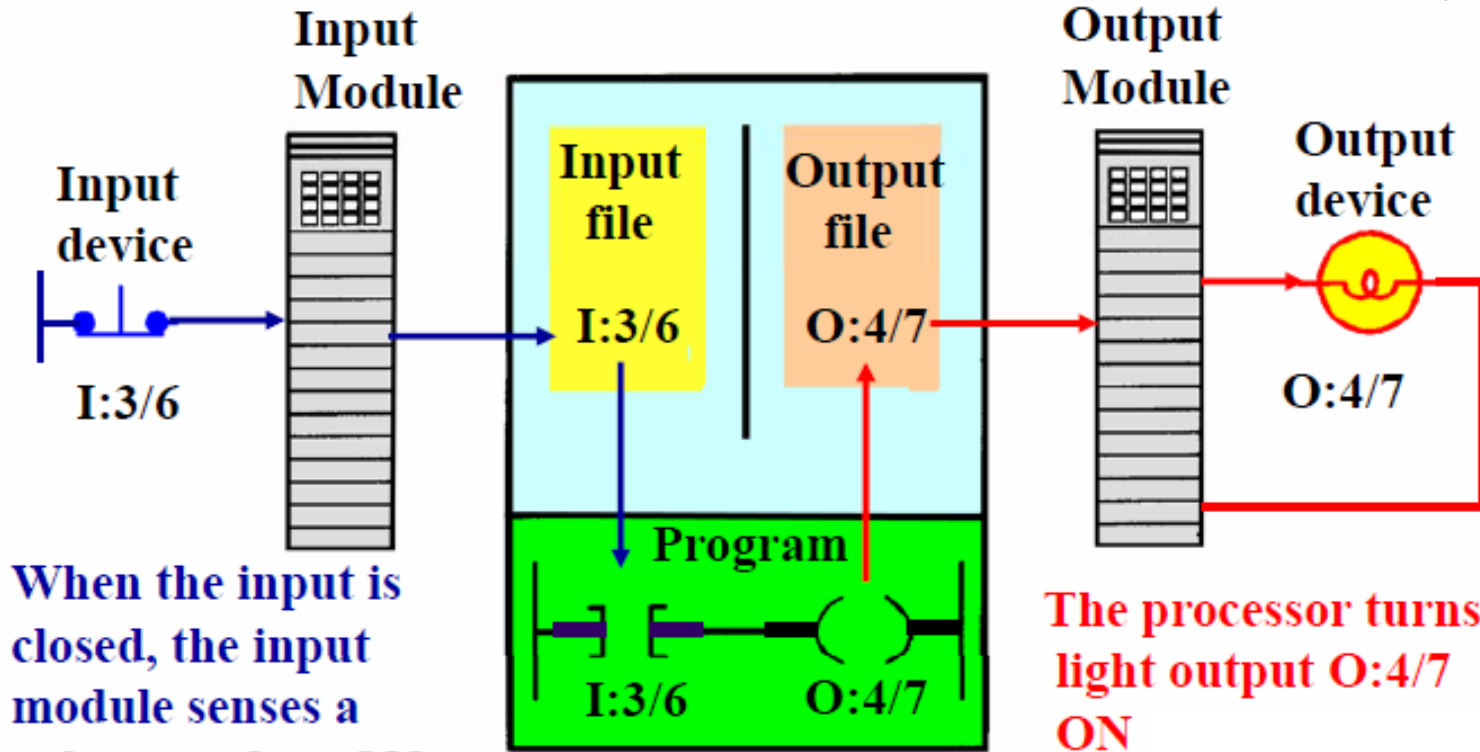 Input
Module
Output
Module
Input
device
I:3/6
Input
file
I:3/6
Output
file
O:4/7
Output
device
O:4/7
Program
I:3/6
O:4/7
When the input is
closed, the input
module senses a
The processor turns
light output O:4/7
ON